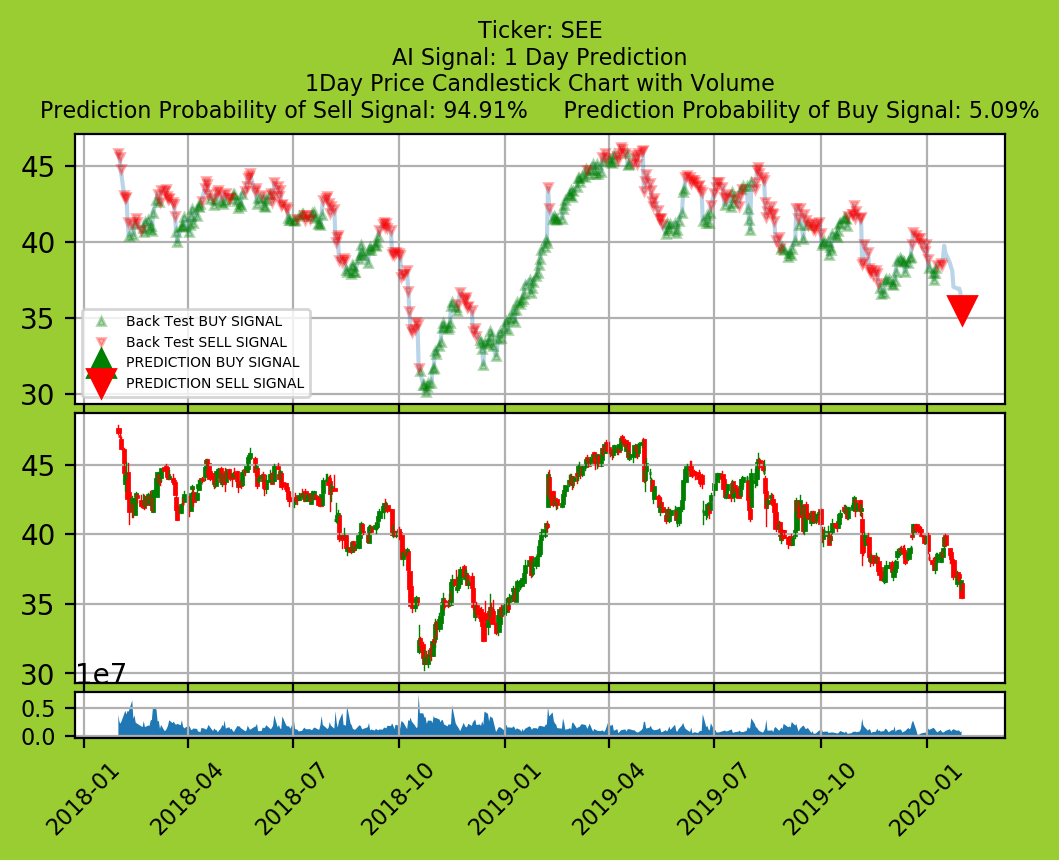 Ticker: SEE
AI Signal: 1 Day Prediction
1Day Price Candlestick Chart with Volume
Prediction Probability of Sell Signal: 94.91% Prediction Probability of Buy Signal: 5.09%
45
40
35
30
Back Test BUY SIGNAL
Back Test SELL SIGNAL
PREDICTION BUY SIGNAL
PREDICTION SELL SIGNAL
45
40
35
30
1e7
0.5
0.0
2018-01
2018-04
2018-07
2018-10
2019-01
2019-04
2019-07
2019-10
2020-01